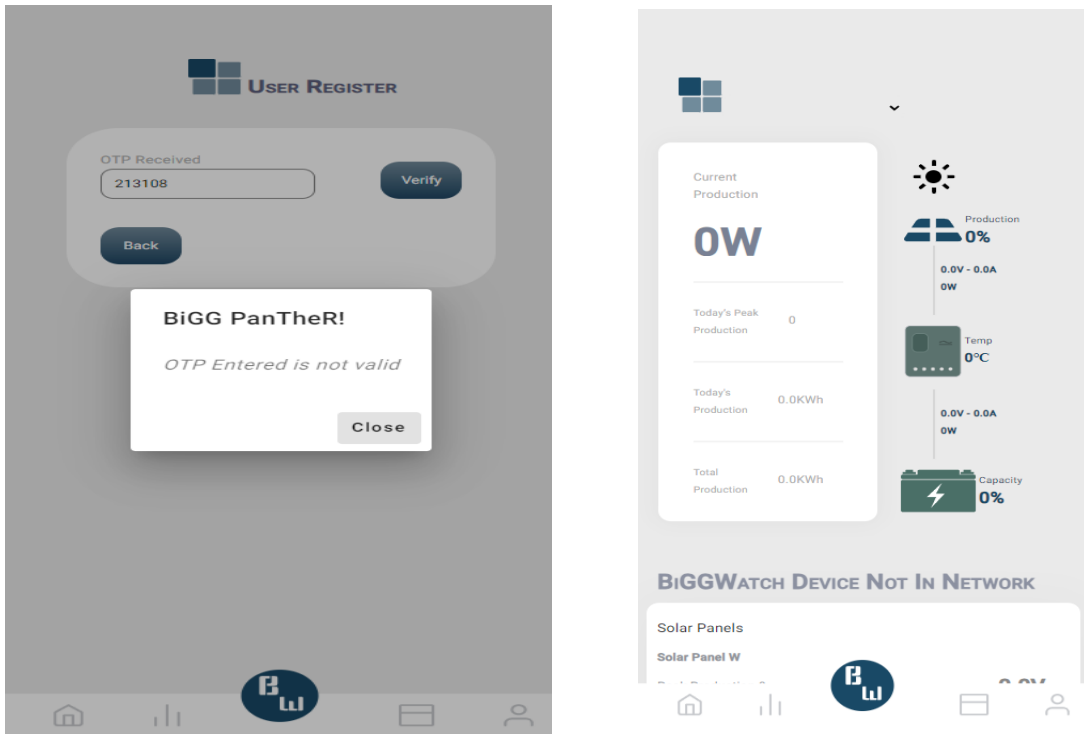 USER REGISTER
OTP Received
213108
Verify
Back
BiGG PanTheR!
OTP Entered is not valid
Close
B
W
Current
Production
0W
Today's Peak
Production
0
Today's
Production
0.0KWh
Total
Production
0.0KWh
Production
0%
0.0V - 0.0A
0W
Temp
0°C
0.0V - 0.0A
0W
Capacity
0%
BIGGWATCH DEVICE NOT IN NETWORK
Solar Panels
Solar Panel W
B
W